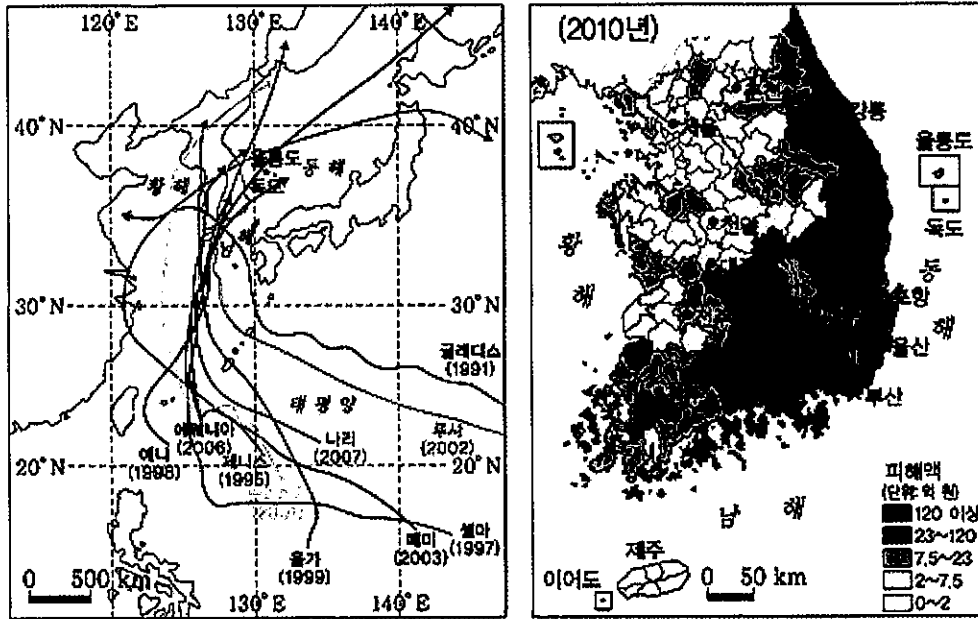 120°E
130°E
140°E
40°N
40°N
울릉도
독도
동해
황해
남해
30°N
30°N
글래디스
(1991)
태평양
루사
(2002)
나리
(2007)
(2006)
예니
(1998)
재니스
(1995)
20°N
20°N
매미
(2003)
셀마
(1997)
올가
(1999)
0 500 km
130°E
140°E
(2010년)
강릉
울릉도
독도
천안
황해
동해
포항
울산
부산
남해
제주
이어도
0 50 km
피해액
(단위:억 원)
120 이상
23~120
7.5~23
2~7.5
0~2